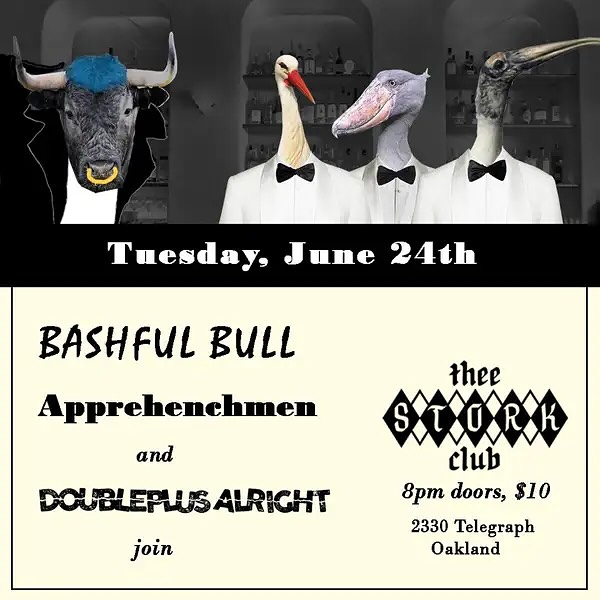 Tuesday, June 24th
BASHFUL BULL
Apprehenchmen
and
DOUBLEPLUS ALRIGHT
join
thee
STORK
club
8pm doors, $10
2330 Telegraph
Oakland